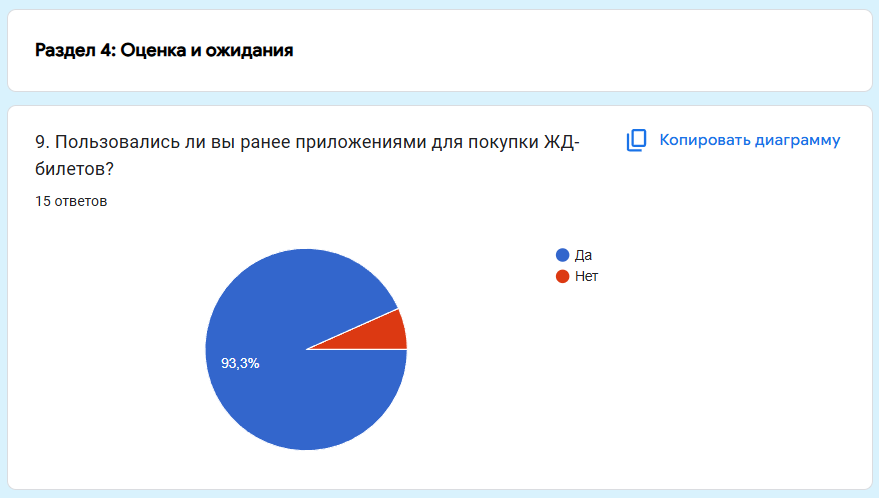 Раздел 4: Оценка и ожидания
9. Пользовались ли вы ранее приложениями для покупки ЖД-
билетов?
Копировать диаграмму
15 ответов
Да
Нет
93,3%